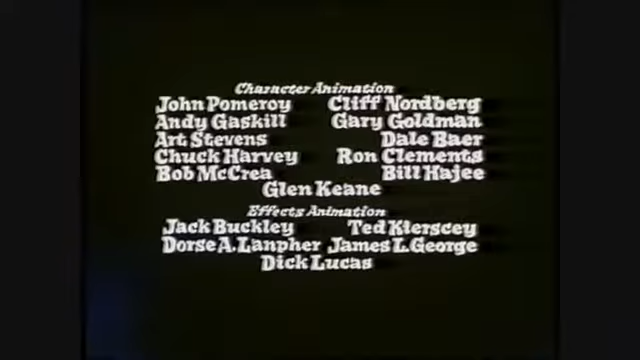 Character Animation
John Pomeroy Cliff Nordberg
Andy Gaskill Gary Goldman
Art Stevens Dale Baer
Chuck Harvey Ron Clements
Bob McCrea Bill Hajee
Glen Keane
Effects Animation
Jack Buckley Ted Kierscey
Dorse A. Lanpher James L. George
Dick Lucas